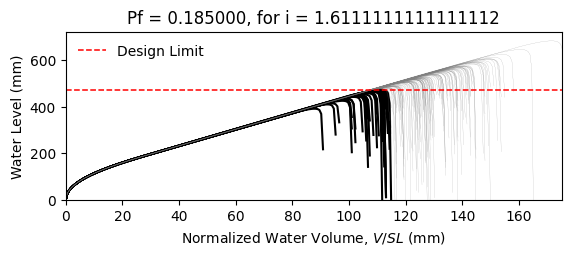 Pf = 0.185000, for i = 1.6111111111111112
Design Limit
Water Level (mm)
600
400
200
0
0 20 40 60 80 100 120 140 160
Normalized Water Volume, V/SL (mm)